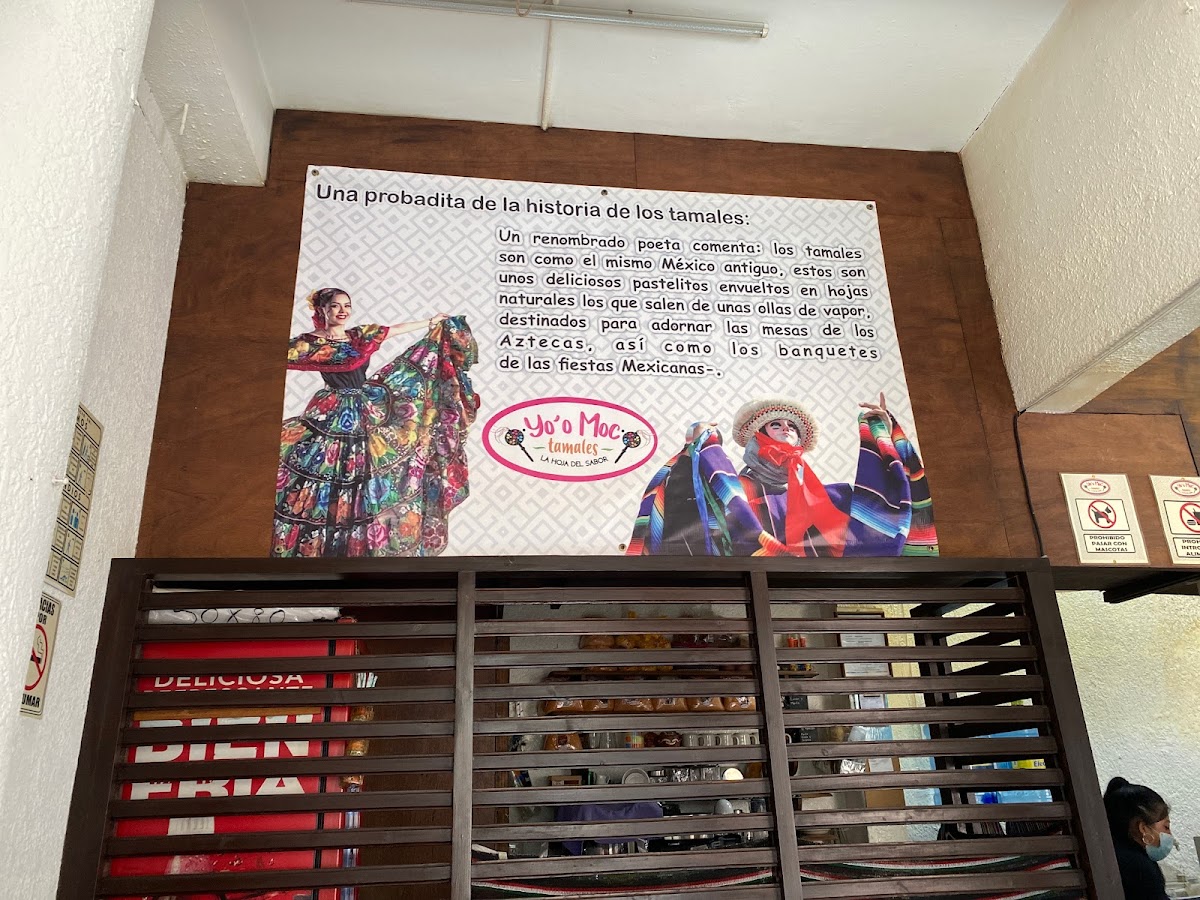 Una probadita de la historia de los tamales:
Un renombrado poeta comenta: los tamales
son como el mismo México antiguo, estos son
unos deliciosos pastelitos envueltos en hojas
naturales los que salen de unas ollas de vapor,
destinados para adornar las mesas de los
Aztecas, así como los banquetes
de las fiestas Mexicanas-.
Yo'o Moc
tamales
LA HOJA DEL SABOR
PROHIBIDO
PASAR CON
MASCOTAS
50X80
DELICIOSA
BIEN
FRIA